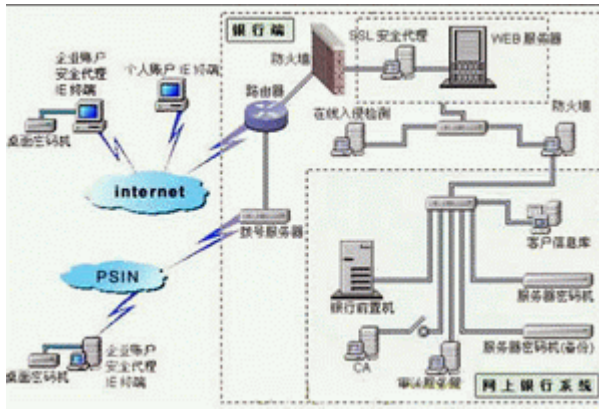 银行端
SSL 安全代理
WEB 服务器
防火墙
企业账户
安全代理
IE 终端
个人账户 IE 终端
路由器
桌面密码机
在线入侵检测
防火墙
internet
拨号服务器
客户信息库
PSIN
银行前置机
服务器密码机
企业账户
安全代理
IE 终端
桌面密码机
CA
服务器密码机(备份)
网上银行系统